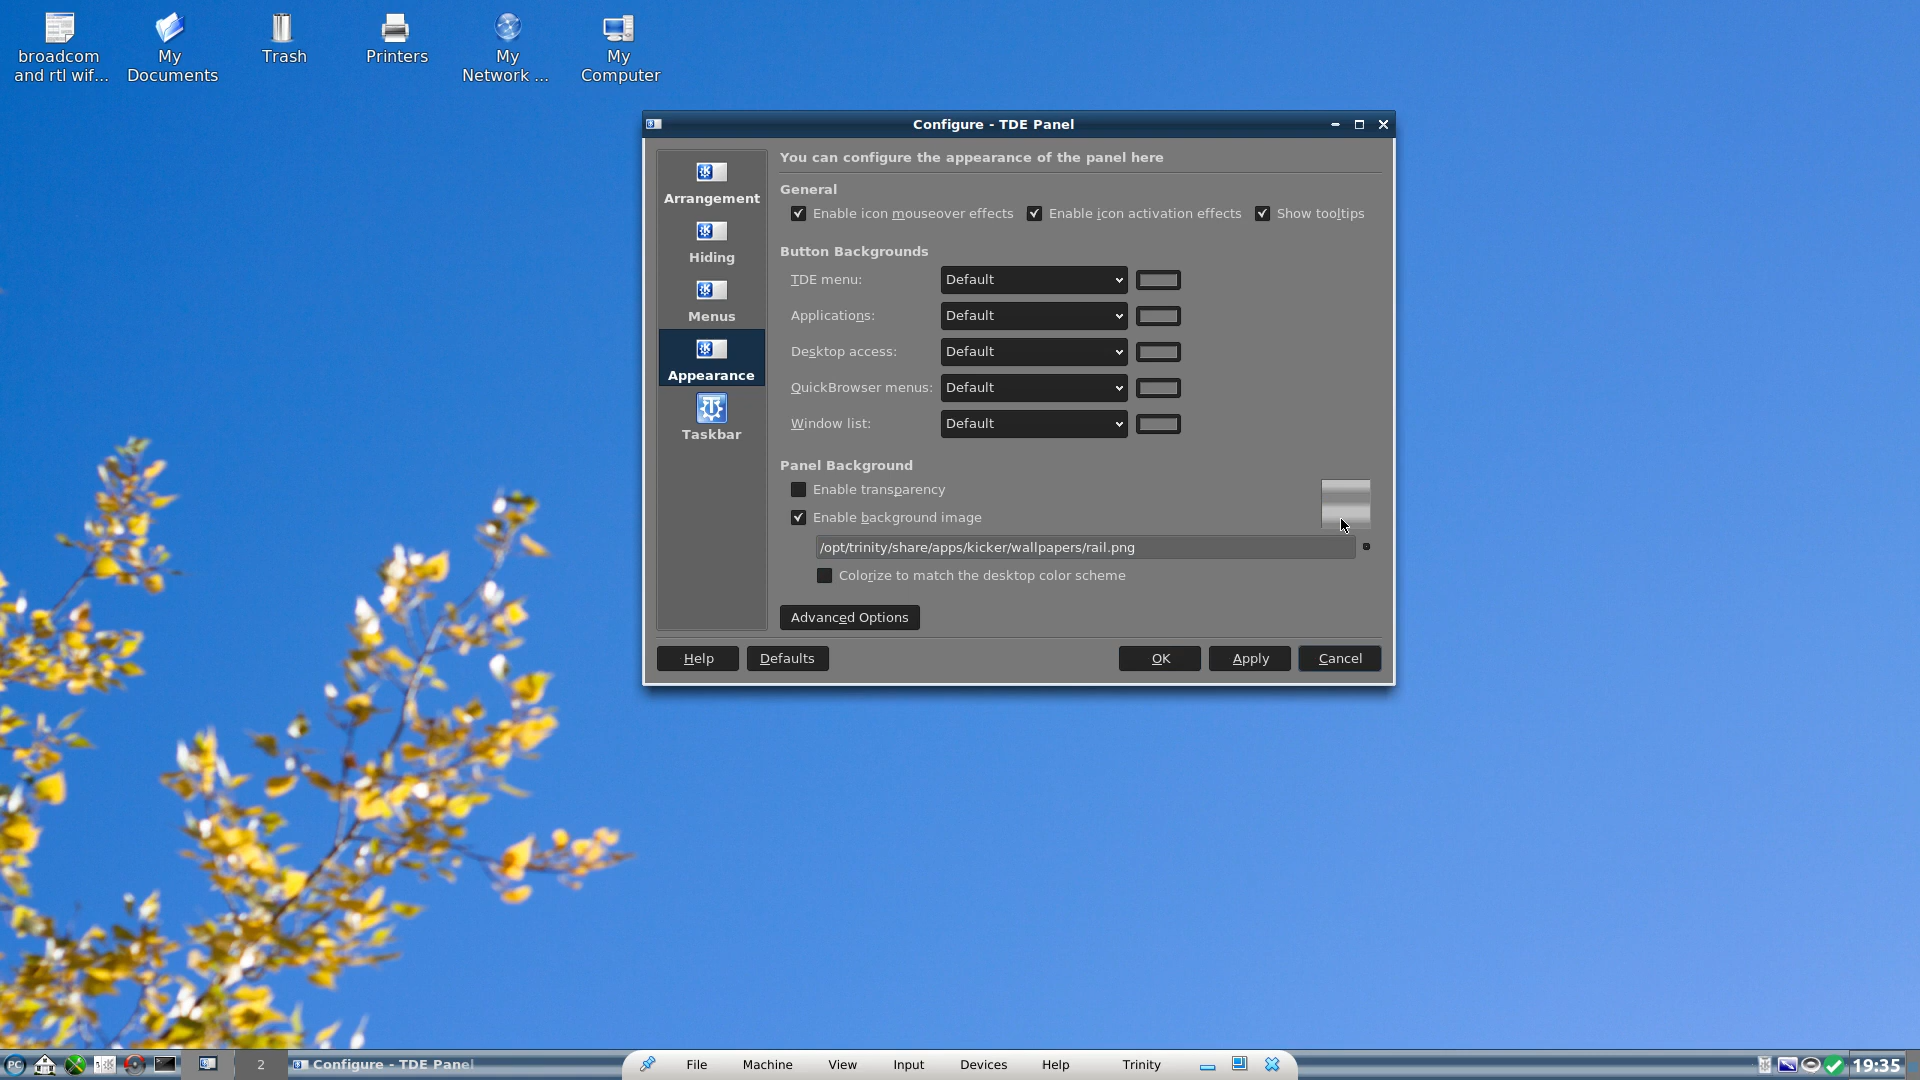 broadcom
and rtl wif...
My
Documents
Trash
Printers
My
Network ...
My
Computer
Configure - TDE Panel
Arrangement
Hiding
Menus
Appearance
Taskbar
You can configure the appearance of the panel here
General
Enable icon mouseover effects
Enable icon activation effects
Show tooltips
Button Backgrounds
TDE menu: Default
Applications: Default
Desktop access: Default
QuickBrowser menus: Default
Window list: Default
Panel Background
Enable transparency
Enable background image
/opt/trinity/share/apps/kicker/wallpapers/rail.png
Colorize to match the desktop color scheme
Advanced Options
Help Defaults OK Apply Cancel
PC 2 Configure - TDE Panel File Machine View Input Devices Help Trinity 19:35